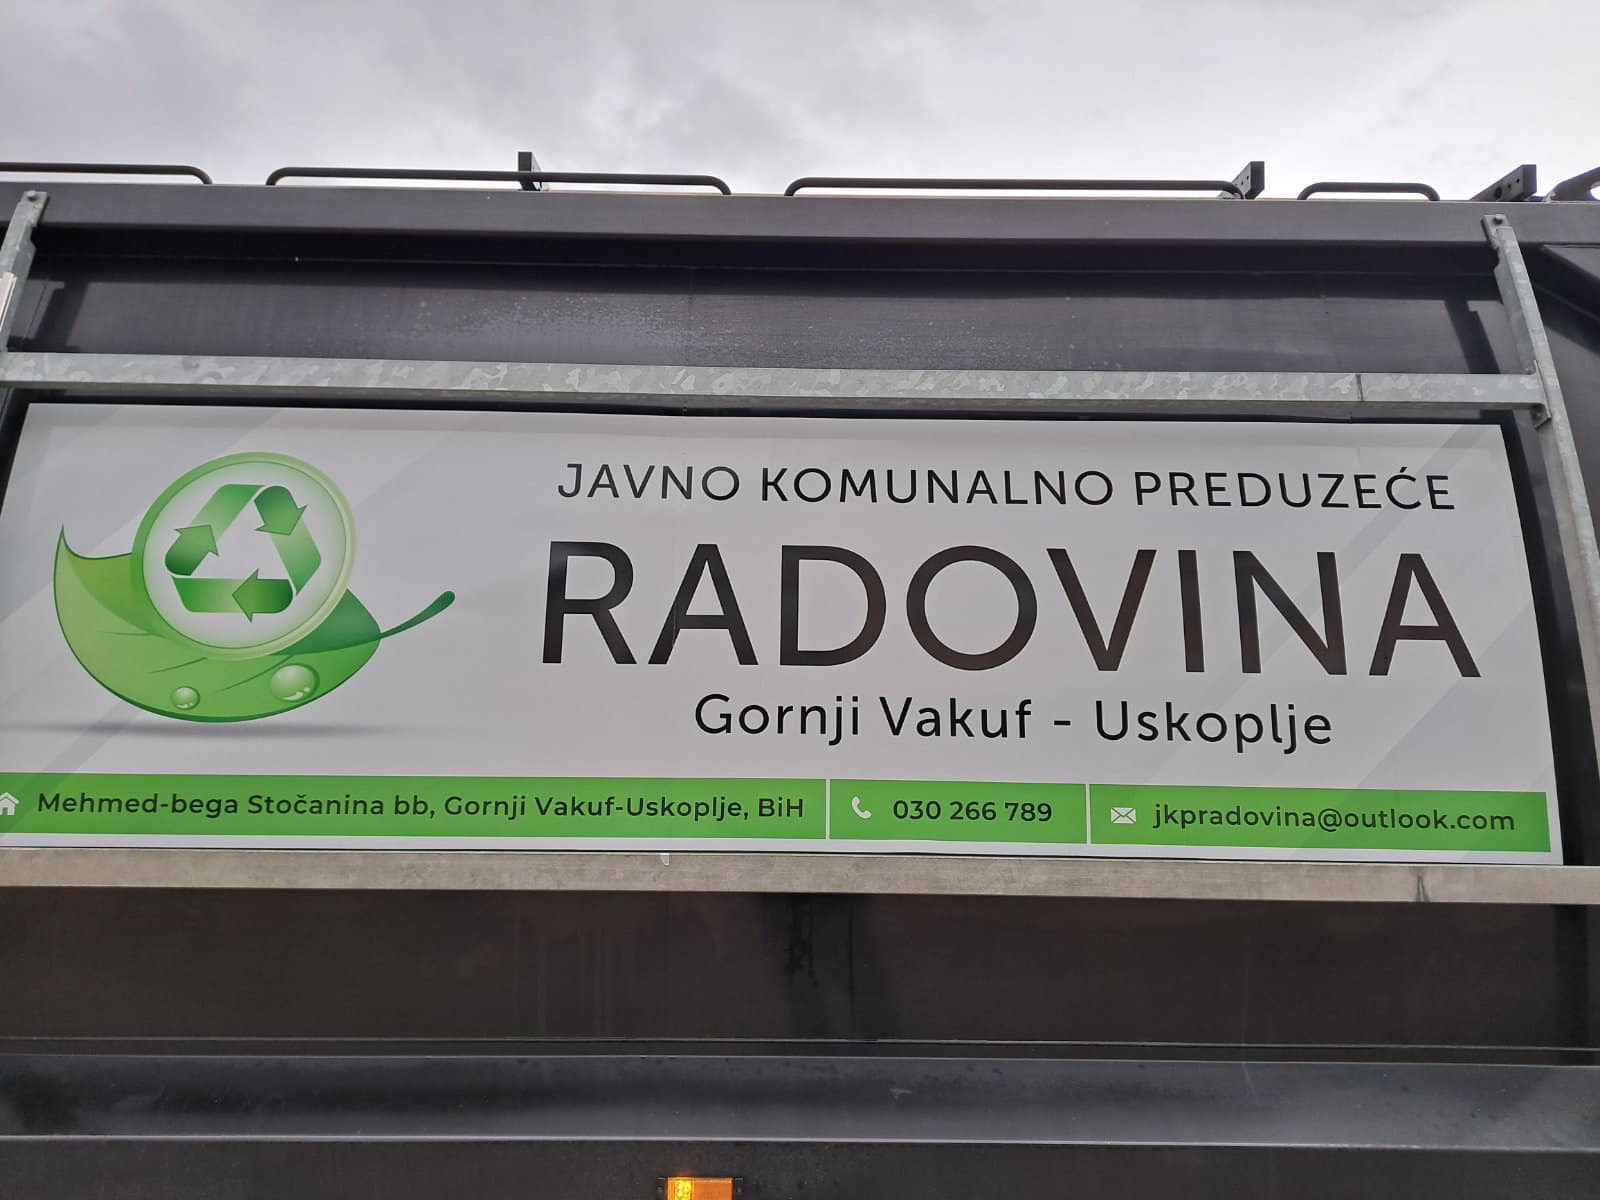 JAVNO KOMUNALNO PREDUZEĆE
RADOVINA
Gornji Vakuf - Uskoplje
Mehmed-bega Stočanina bb, Gornji Vakuf-Uskoplje, BiH
030 266 789
jkpradovina@outlook.com